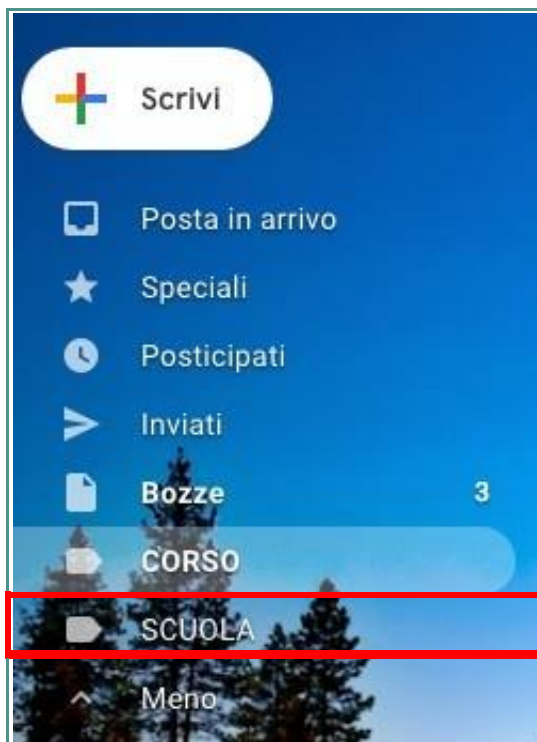 Scrivi
Posta in arrivo
Speciali
Posticipati
Inviati
Bozze 3
CORSO
SCUOLA
Meno